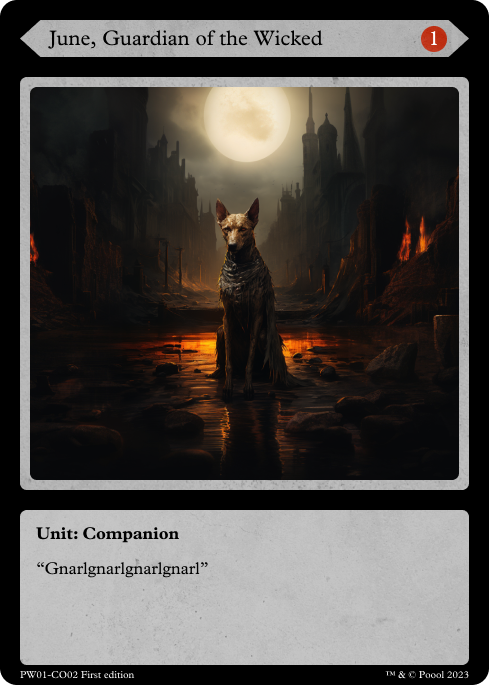 June, Guardian of the Wicked
1
Unit: Companion
“Gnarlgnarlgnarlgnarl”
PW01-CO02 First edition
™ & © Poool 2023